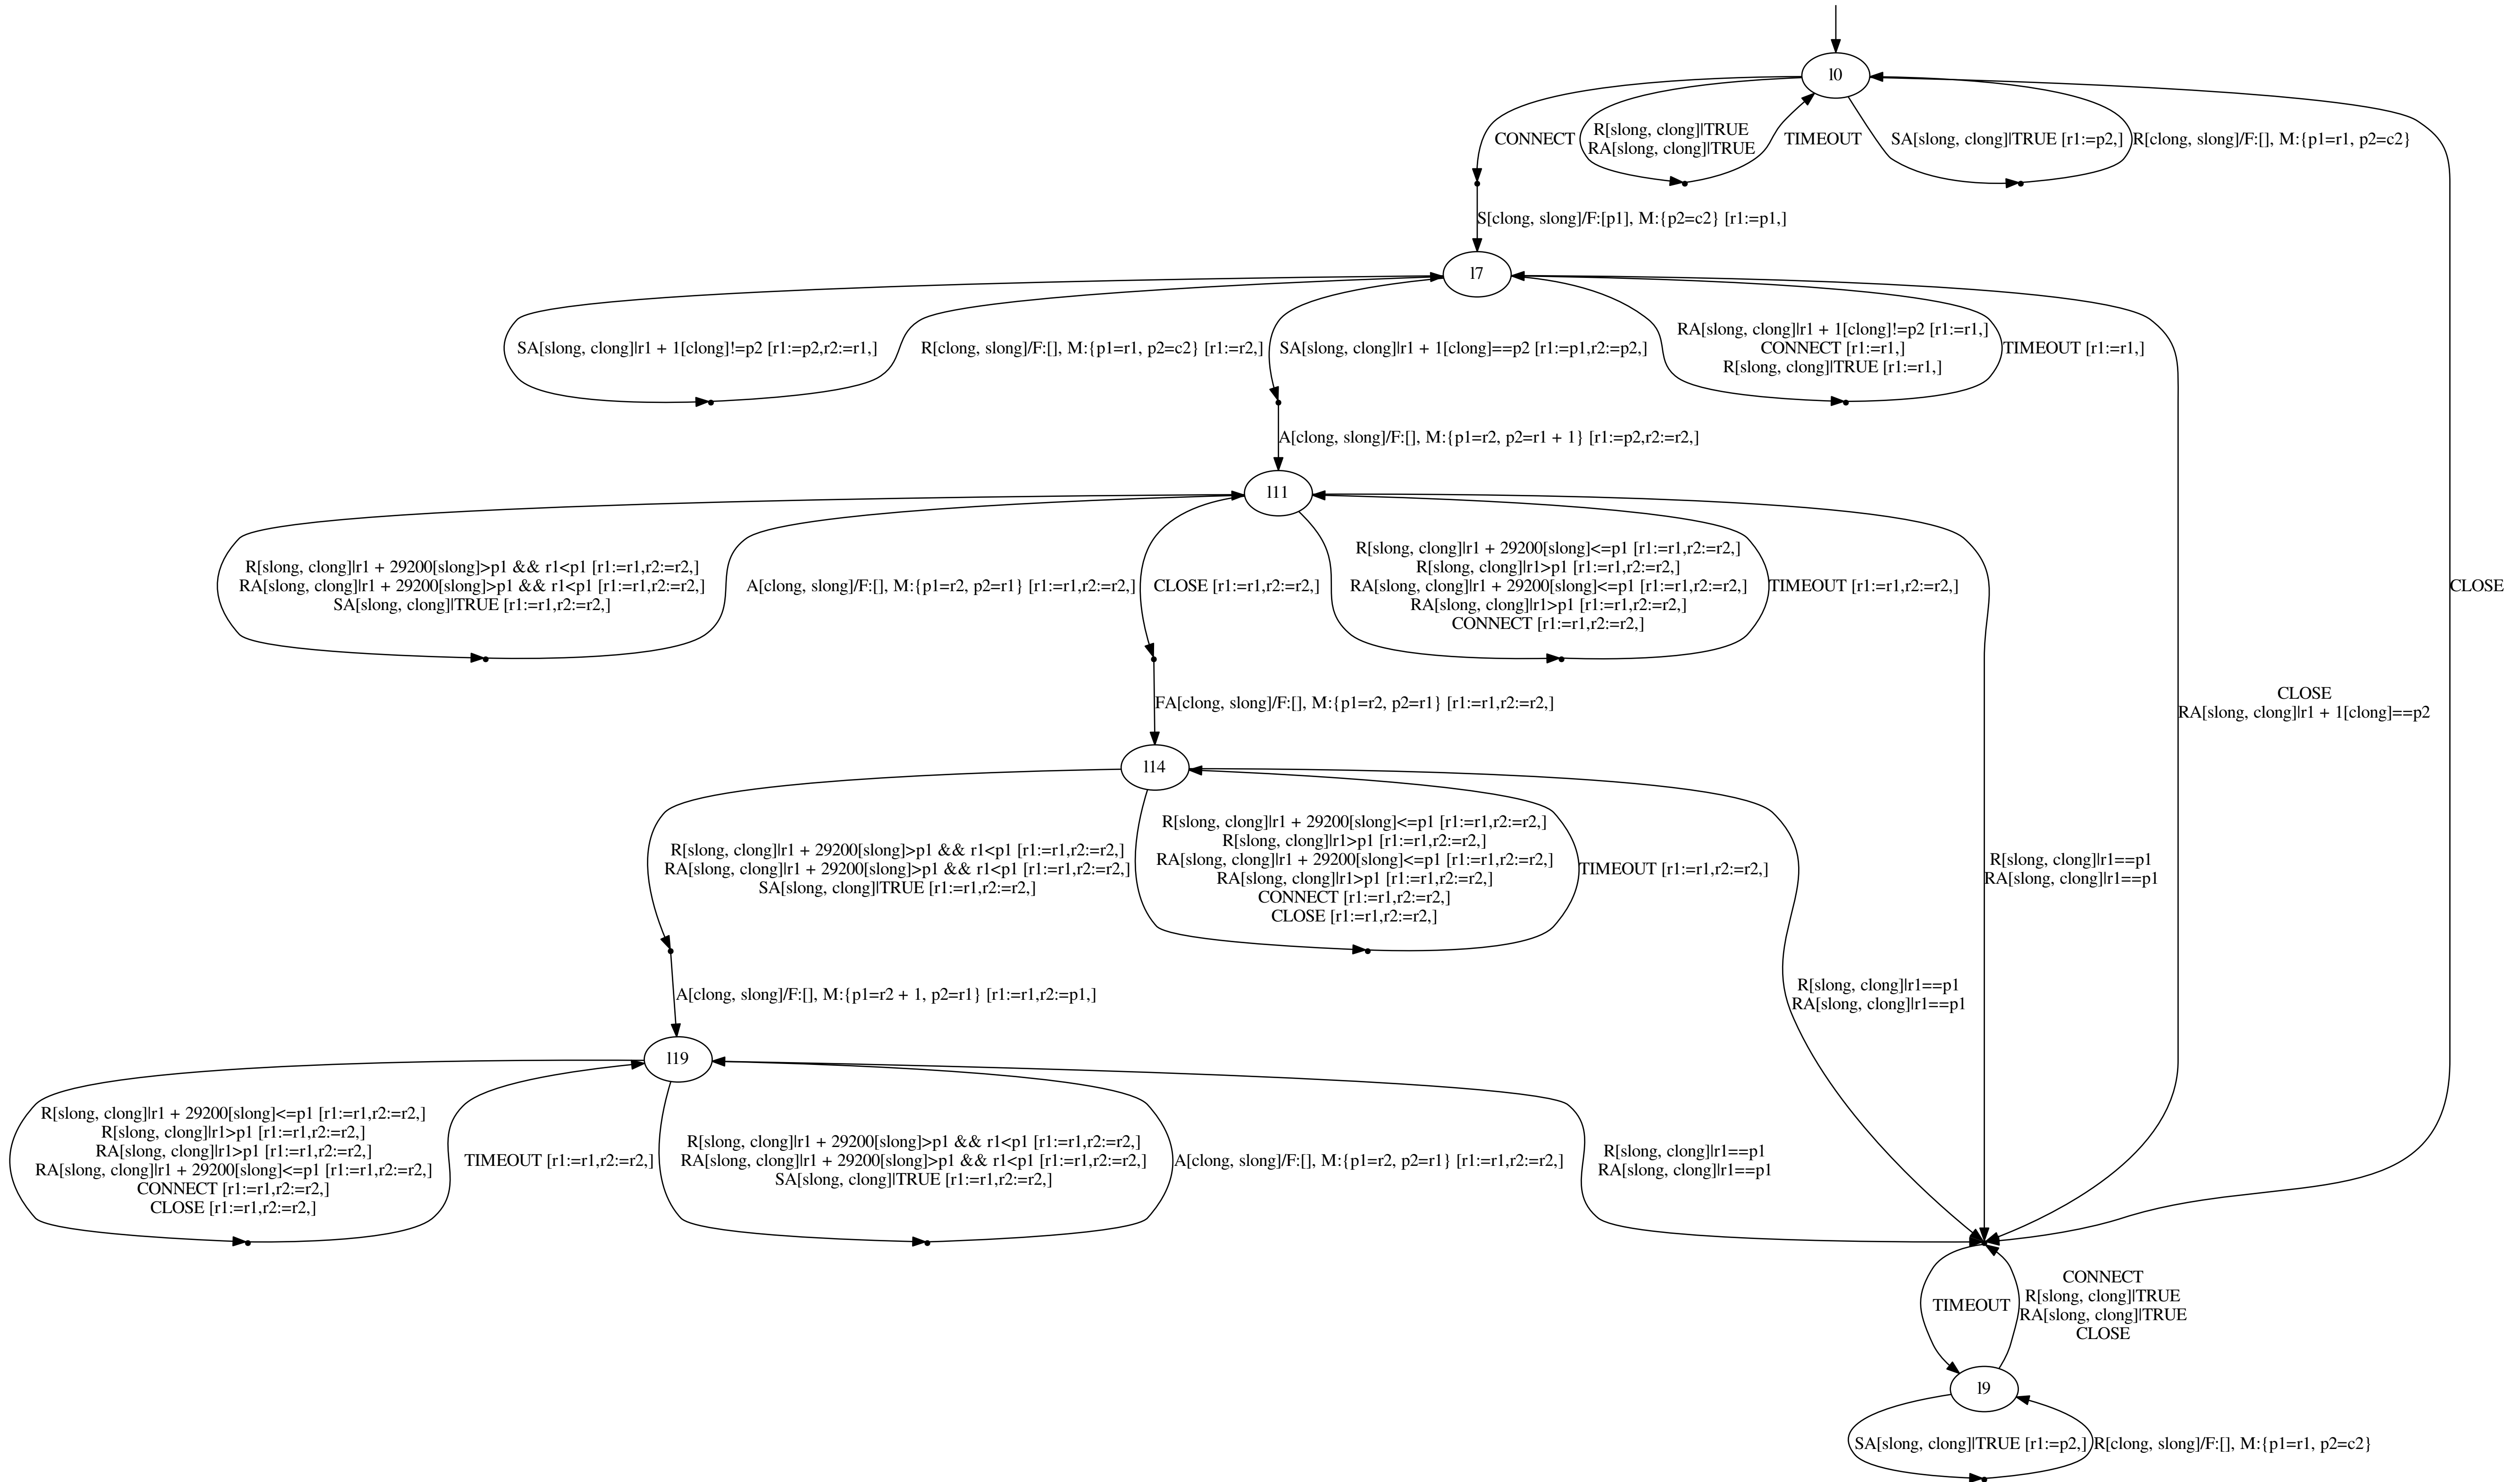 l0
CONNECT
R[slong, clong]|TRUE
RA[slong, clong]|TRUE
TIMEOUT
SA[slong, clong]|TRUE [r1:=p2,]
R[clong, slong]/F:[], M:{p1=r1, p2=c2}
S[clong, slong]/F:[p1], M:{p2=c2} [r1:=p1,]
l7
SA[slong, clong]|r1 + 1[clong]!=p2 [r1:=p2,r2:=r1,]
R[clong, slong]/F:[], M:{p1=r1, p2=c2} [r1:=r2,]
SA[slong, clong]|r1 + 1[clong]==p2 [r1:=p1,r2:=p2,]
RA[slong, clong]|r1 + 1[clong]!=p2 [r1:=r1,]
CONNECT [r1:=r1,]
R[slong, clong]|TRUE [r1:=r1,]
TIMEOUT [r1:=r1,]
A[clong, slong]/F:[], M:{p1=r2, p2=r1 + 1} [r1:=p2,r2:=r2,]
l11
R[slong, clong]|r1 + 29200[slong]>p1 && r1<p1 [r1:=r1,r2:=r2,]
RA[slong, clong]|r1 + 29200[slong]>p1 && r1<p1 [r1:=r1,r2:=r2,]
SA[slong, clong]|TRUE [r1:=r1,r2:=r2,]
A[clong, slong]/F:[], M:{p1=r2, p2=r1} [r1:=r1,r2:=r2,]
CLOSE [r1:=r1,r2:=r2,]
R[slong, clong]|r1 + 29200[slong]<=p1 [r1:=r1,r2:=r2,]
R[slong, clong]|r1>p1 [r1:=r1,r2:=r2,]
RA[slong, clong]|r1 + 29200[slong]<=p1 [r1:=r1,r2:=r2,]
RA[slong, clong]|r1>p1 [r1:=r1,r2:=r2,]
CONNECT [r1:=r1,r2:=r2,]
TIMEOUT [r1:=r1,r2:=r2,]
CLOSE
FA[clong, slong]/F:[], M:{p1=r2, p2=r1} [r1:=r1,r2:=r2,]
CLOSE
RA[slong, clong]|r1 + 1[clong]==p2
l14
R[slong, clong]|r1 + 29200[slong]>p1 && r1<p1 [r1:=r1,r2:=r2,]
RA[slong, clong]|r1 + 29200[slong]>p1 && r1<p1 [r1:=r1,r2:=r2,]
SA[slong, clong]|TRUE [r1:=r1,r2:=r2,]
R[slong, clong]|r1 + 29200[slong]<=p1 [r1:=r1,r2:=r2,]
R[slong, clong]|r1>p1 [r1:=r1,r2:=r2,]
RA[slong, clong]|r1 + 29200[slong]<=p1 [r1:=r1,r2:=r2,]
RA[slong, clong]|r1>p1 [r1:=r1,r2:=r2,]
CONNECT [r1:=r1,r2:=r2,]
CLOSE [r1:=r1,r2:=r2,]
TIMEOUT [r1:=r1,r2:=r2,]
R[slong, clong]|r1==p1
RA[slong, clong]|r1==p1
A[clong, slong]/F:[], M:{p1=r2 + 1, p2=r1} [r1:=r1,r2:=p1,]
R[slong, clong]|r1==p1
RA[slong, clong]|r1==p1
l19
R[slong, clong]|r1 + 29200[slong]<=p1 [r1:=r1,r2:=r2,]
R[slong, clong]|r1>p1 [r1:=r1,r2:=r2,]
RA[slong, clong]|r1>p1 [r1:=r1,r2:=r2,]
RA[slong, clong]|r1 + 29200[slong]<=p1 [r1:=r1,r2:=r2,]
CONNECT [r1:=r1,r2:=r2,]
CLOSE [r1:=r1,r2:=r2,]
TIMEOUT [r1:=r1,r2:=r2,]
R[slong, clong]|r1 + 29200[slong]>p1 && r1<p1 [r1:=r1,r2:=r2,]
RA[slong, clong]|r1 + 29200[slong]>p1 && r1<p1 [r1:=r1,r2:=r2,]
SA[slong, clong]|TRUE [r1:=r1,r2:=r2,]
A[clong, slong]/F:[], M:{p1=r2, p2=r1} [r1:=r1,r2:=r2,]
R[slong, clong]|r1==p1
RA[slong, clong]|r1==p1
TIMEOUT
CONNECT
R[slong, clong]|TRUE
RA[slong, clong]|TRUE
CLOSE
l9
SA[slong, clong]|TRUE [r1:=p2,]
R[clong, slong]/F:[], M:{p1=r1, p2=c2}